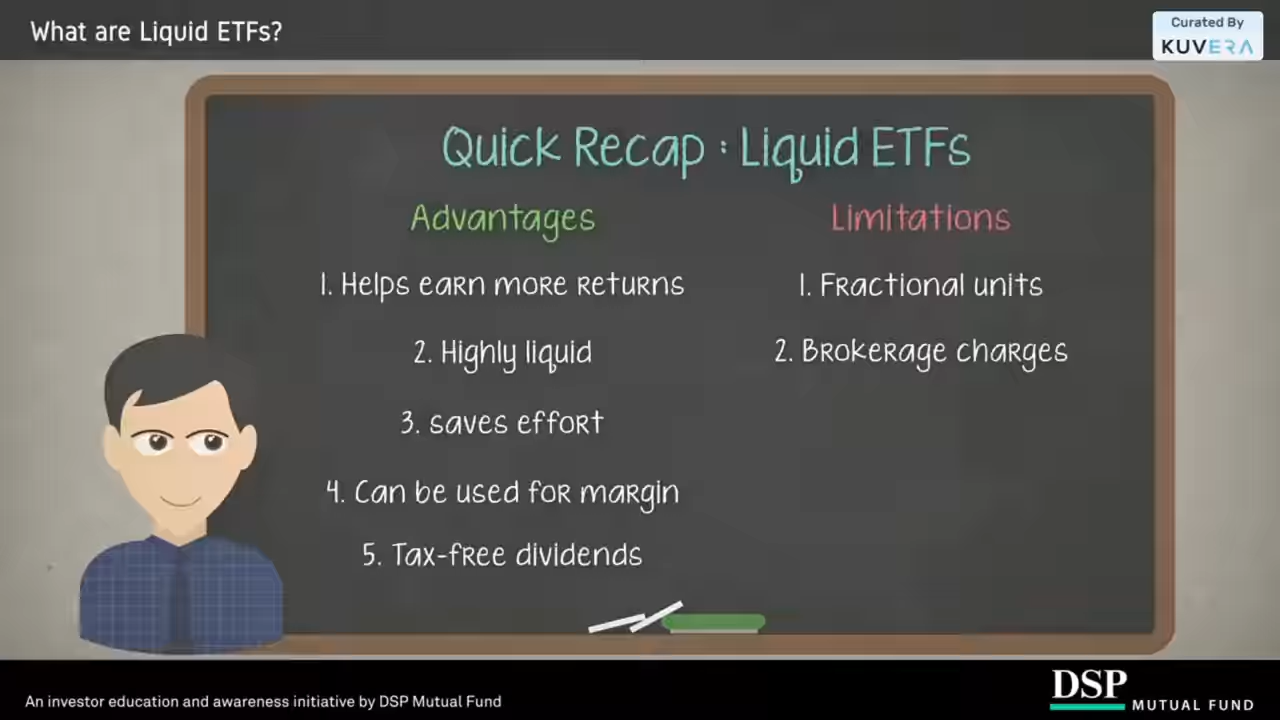 What are Liquid ETFs?
Curated By
KUVERA
Quick Recap : Liquid ETFs
Advantages
1. Helps earn more returns
2. Highly liquid
3. saves effort
4. Can be used for margin
5. Tax-free dividends
Limitations
1. Fractional units
2. Brokerage charges
An investor education and awareness initiative by DSP Mutual Fund
DSP MUTUAL FUND